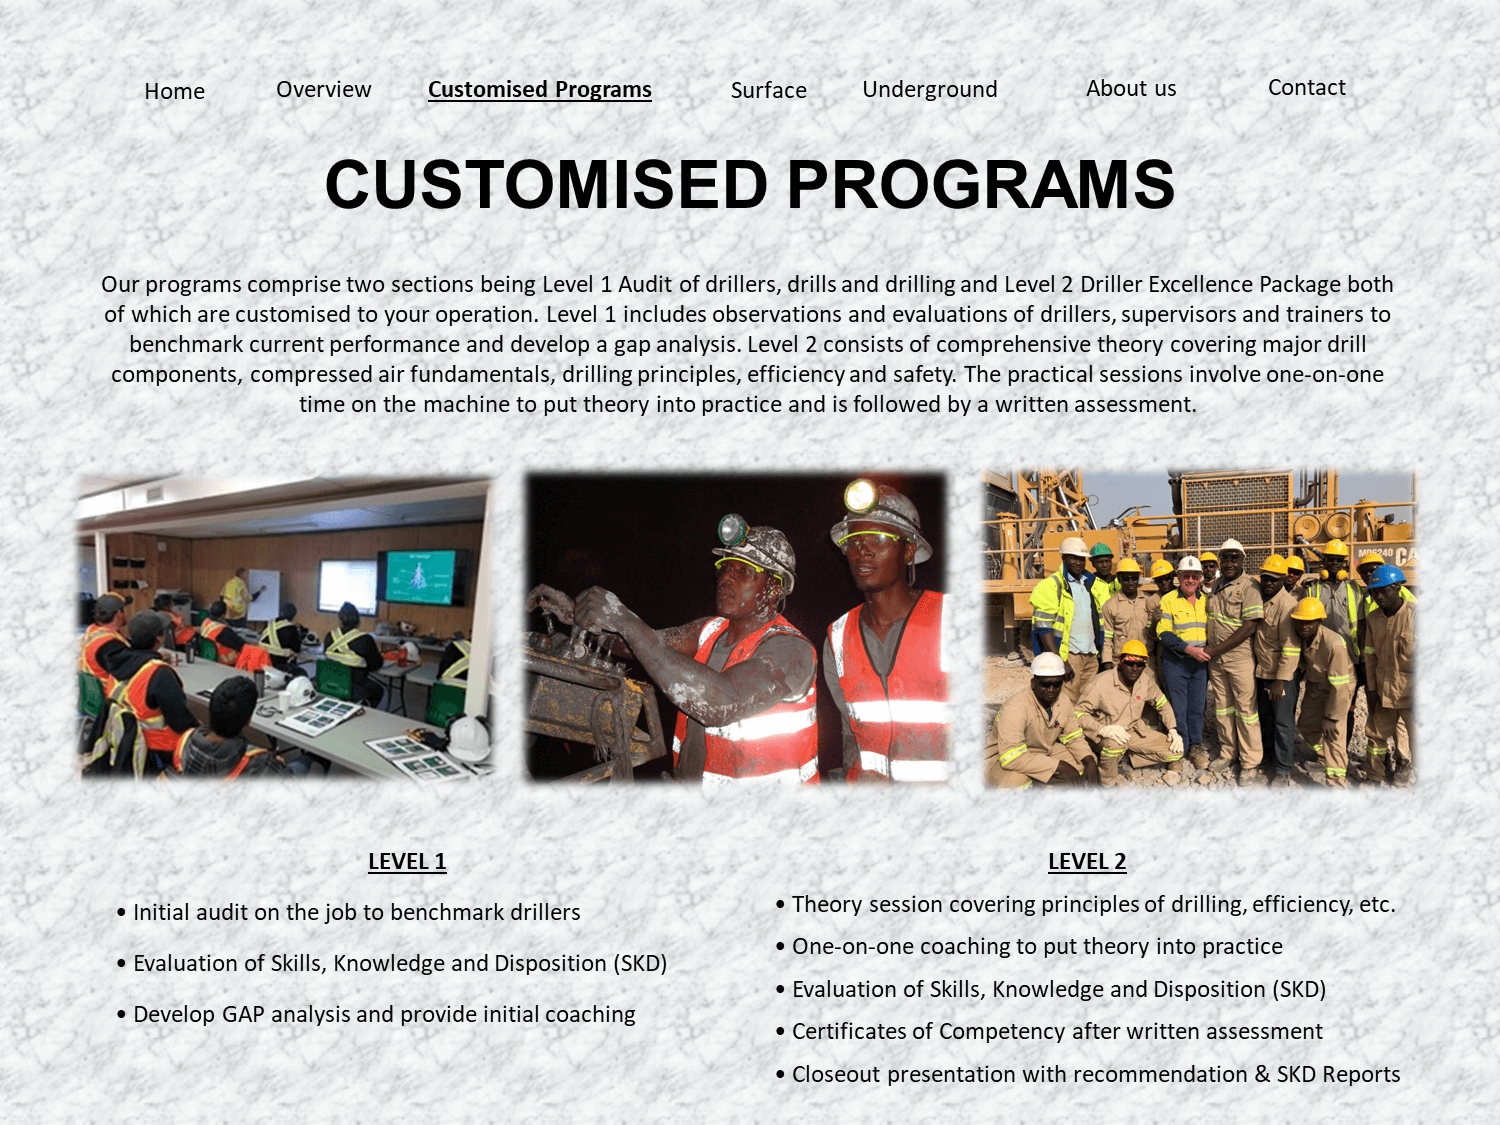 Home Overview Customised Programs Surface Underground About us Contact
CUSTOMISED PROGRAMS
Our programs comprise two sections being Level 1 Audit of drillers, drills and drilling and Level 2 Driller Excellence Package both
of which are customised to your operation. Level 1 includes observations and evaluations of drillers, supervisors and trainers to
benchmark current performance and develop a gap analysis. Level 2 consists of comprehensive theory covering major drill
components, compressed air fundamentals, drilling principles, efficiency and safety. The practical sessions involve one-on-one
time on the machine to put theory into practice and is followed by a written assessment.
MD6240 CA
LEVEL 1
• Initial audit on the job to benchmark drillers
• Evaluation of Skills, Knowledge and Disposition (SKD)
• Develop GAP analysis and provide initial coaching
LEVEL 2
• Theory session covering principles of drilling, efficiency, etc.
• One-on-one coaching to put theory into practice
• Evaluation of Skills, Knowledge and Disposition (SKD)
• Certificates of Competency after written assessment
• Closeout presentation with recommendation & SKD Reports